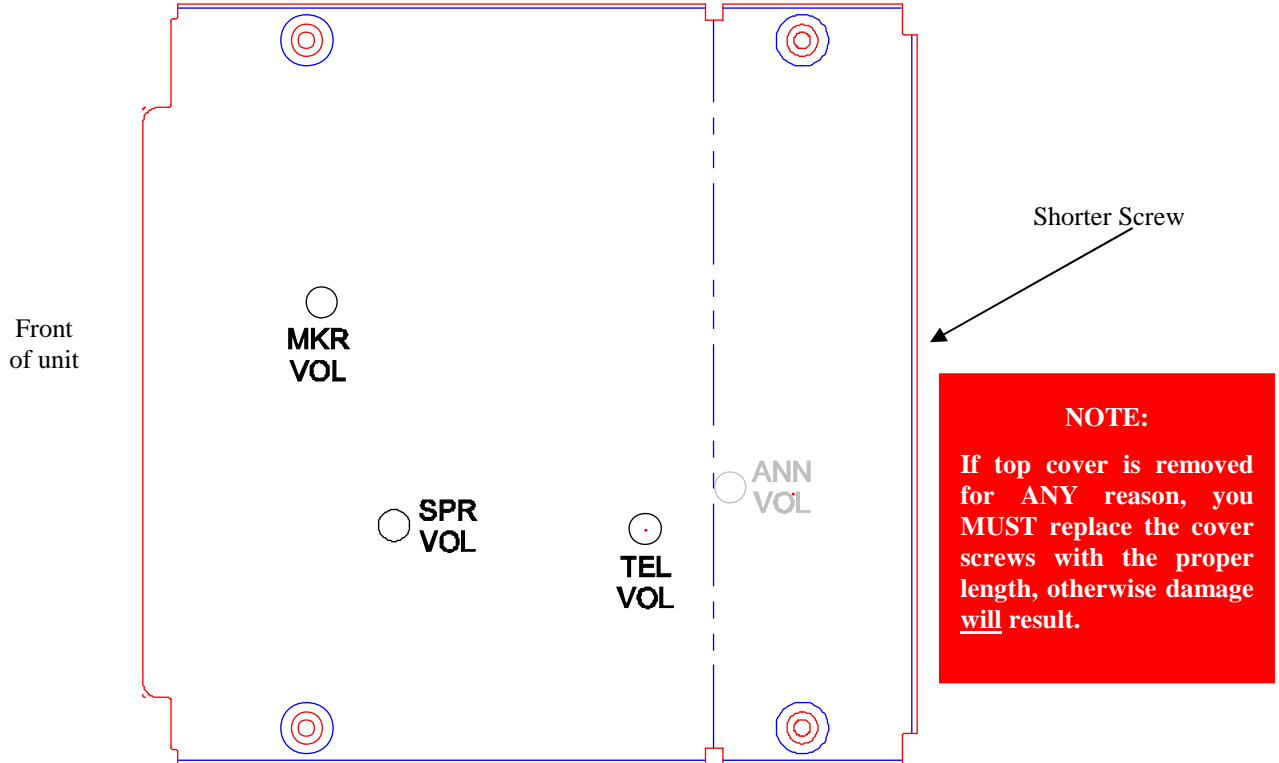 Shorter Screw
Front
of unit
MKR
VOL
NOTE:
If top cover is removed
for ANY reason, you
MUST replace the cover
screws with the proper
length, otherwise damage
will result.
ANN
VOL
SPR
VOL
TEL
VOL